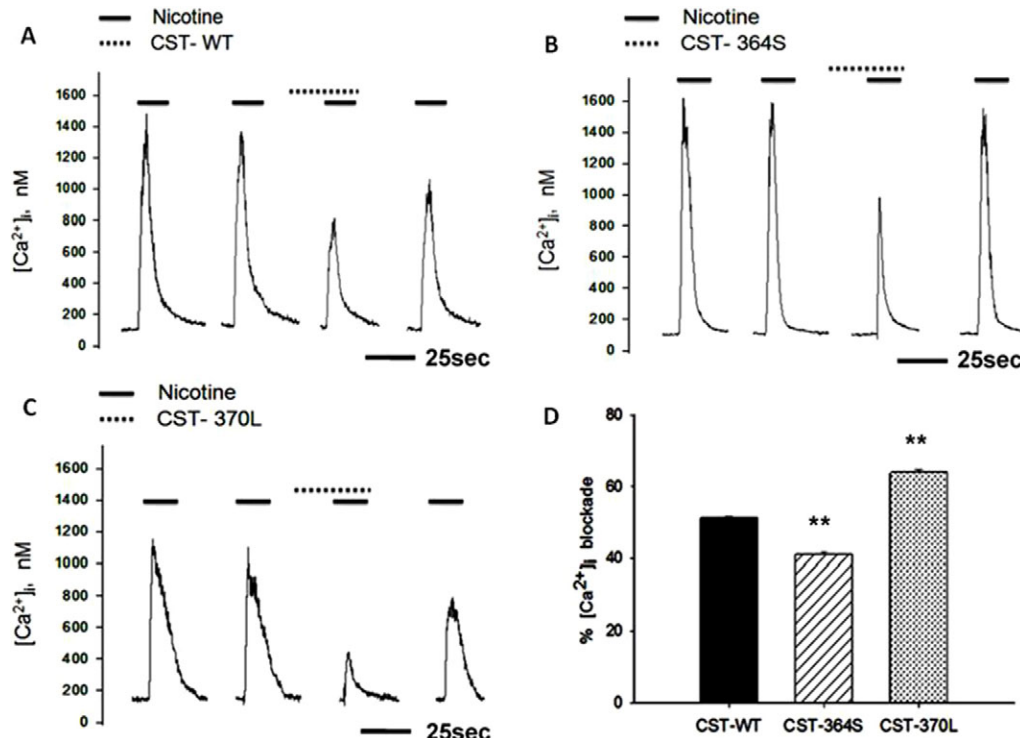 A
Nicotine
CST- WT
[Ca²⁺]ᵢ, nM
1600
1400
1200
1000
800
600
400
200
0
25sec
B
Nicotine
CST- 364S
[Ca²⁺]ᵢ, nM
1600
1400
1200
1000
800
600
400
200
0
25sec
C
Nicotine
CST- 370L
[Ca²⁺]ᵢ, nM
1600
1400
1200
1000
800
600
400
200
0
25sec
D
% [Ca²⁺]ᵢ blockade
80
60
40
20
0
**
**
CST-WT CST-364S CST-370L